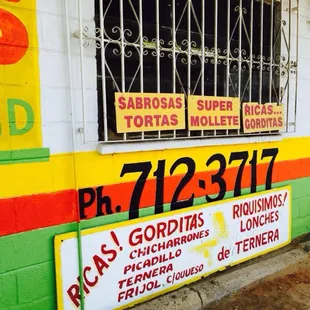 SABROSAS
TORTAS
SUPER
MOLLETE
RICAS...
GORDITAS
D
Ph. 712-3717
RICAS! GORDITAS
CHICHARRONES
PICADILLO
TERNERA
FRIJOL C/QUESO
RIQUISIMOS!
LONCHES
de TERNERA